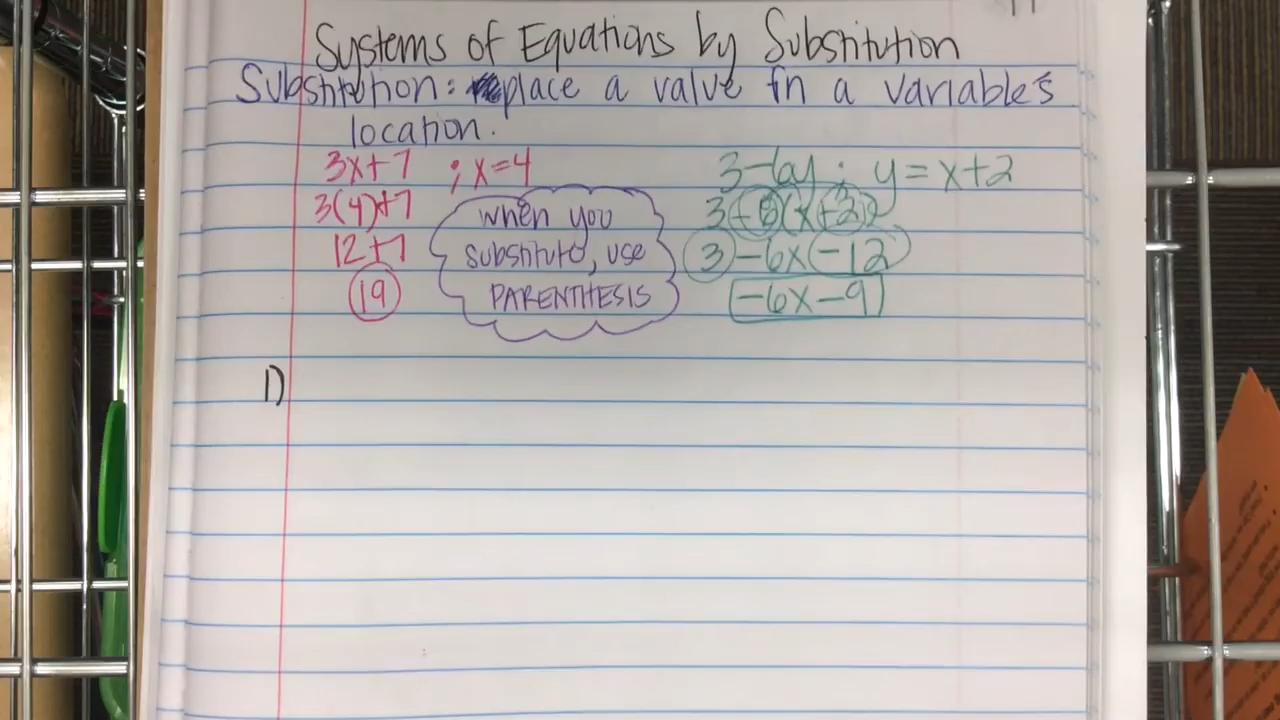 Systems of Equations by Substitution
Substitution: replace a value in a variable's
location.
3x+7 ; x=4
3(4)+7
12+7
19
when you
substitute, use
PARENTHESIS
3-6y ; y=x+2
3-6(x+2)
3-6x-12
-6x-9
1)